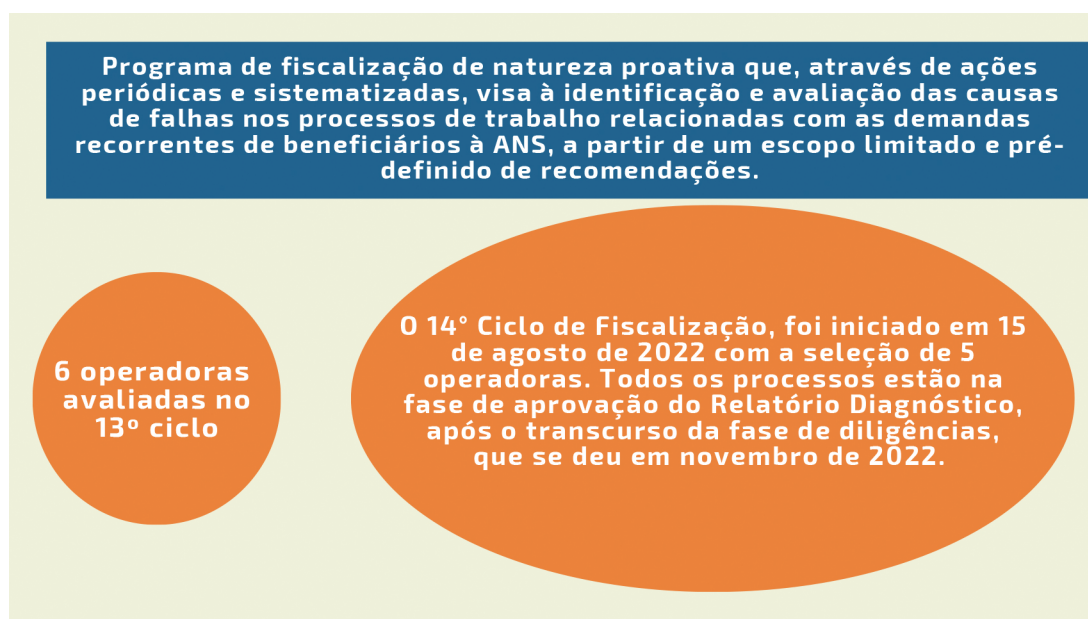 Programa de fiscalização de natureza proativa que, através de ações
periódicas e sistematizadas, visa à identificação e avaliação das causas
de falhas nos processos de trabalho relacionadas com as demandas
recorrentes de beneficiários à ANS, a partir de um escopo limitado e pré-
definido de recomendações.
6 operadoras
avaliadas no
13º ciclo
O 14° Ciclo de Fiscalização, foi iniciado em 15
de agosto de 2022 com a seleção de 5
operadoras. Todos os processos estão na
fase de aprovação do Relatório Diagnóstico,
após o transcurso da fase de diligências,
que se deu em novembro de 2022.